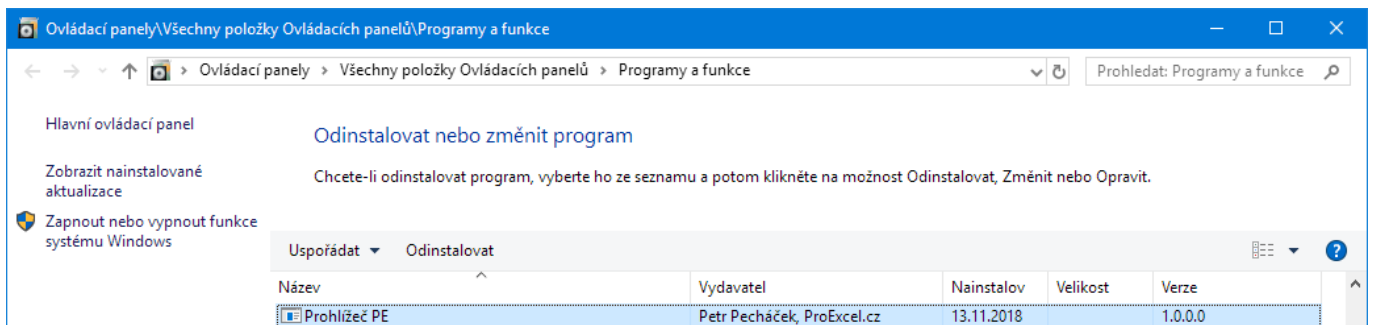 Ovládací panely\Všechny položky Ovládacích panelů\Programy a funkce
Ovládací panely > Všechny položky Ovládacích panelů > Programy a funkce
Prohledat: Programy a funkce
Hlavní ovládací panel
Zobrazit nainstalované
aktualizace
Zapnout nebo vypnout funkce
systému Windows
Odinstalovat nebo změnit program
Chcete-li odinstalovat program, vyberte ho ze seznamu a potom klikněte na možnost Odinstalovat, Změnit nebo Opravit.
Uspořádat Odinstalovat ?
Název Vydavatel Nainstalov Velikost Verze
Prohlížeč PE Petr Pecháček, ProExcel.cz 13.11.2018 1.0.0.0